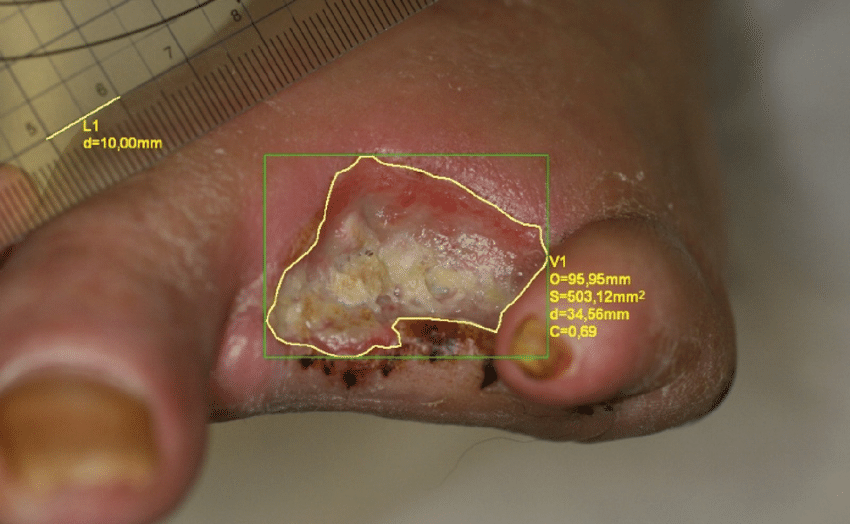 8
7
6
5
L1
d=10,00mm
V1
O=95,95mm
S=503,12mm²
d=34,56mm
C=0,69